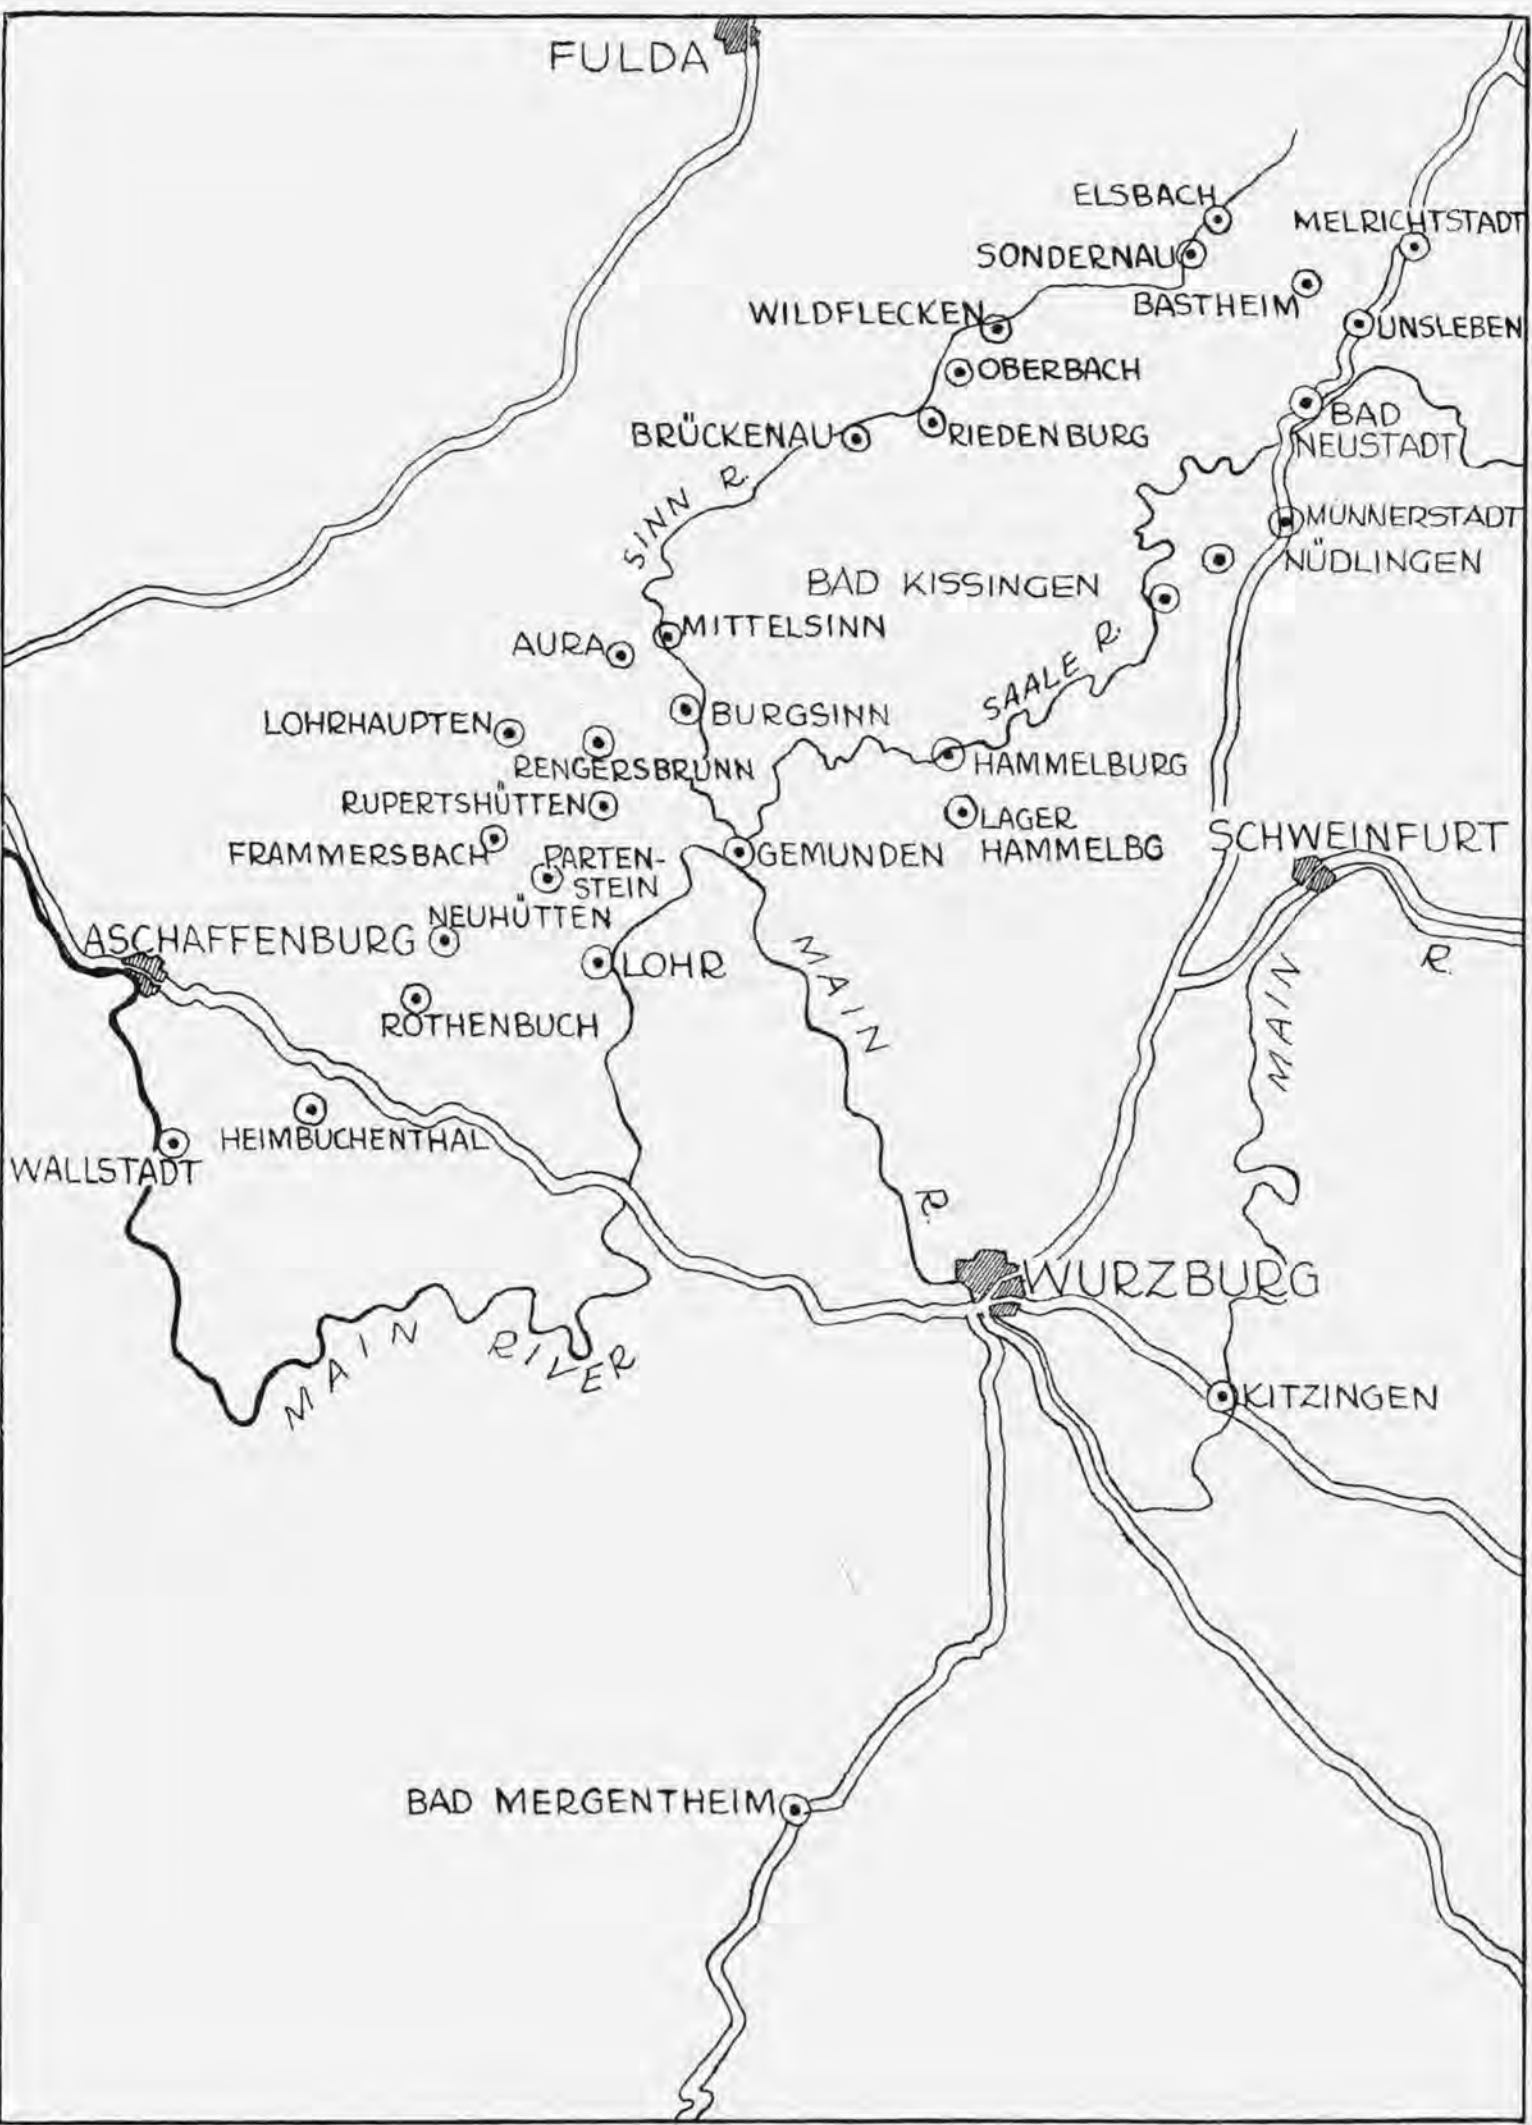 FULDA
ELSBACH
MELRICHTSTADT
SONDERNAU
BASTHEIM
WILDFLECKEN
UNSLEBEN
OBERBACH
BRÜCKENAU
RIEDENBURG
BAD
NEUSTADT
SINN R.
MUNNERSTADT
NÜDLINGEN
BAD KISSINGEN
MITTELSINN
AURA
SAALE R.
BURGSINN
LOHRHAUPTEN
RENGERSBRUNN
HAMMELBURG
RUPERTSHÜTTEN
LAGER
HAMMELBG
SCHWEINFURT
FRAMMERSBACH
PARTEN-
STEIN
GEMUNDEN
NEUHÜTTEN
ASCHAFFENBURG
LOHR
MAIN R.
MAIN R.
ROTHENBUCH
HEIMBUCHENTHAL
WALLSTADT
WURZBURG
MAIN RIVER
KITZINGEN
BAD MERGENTHEIM